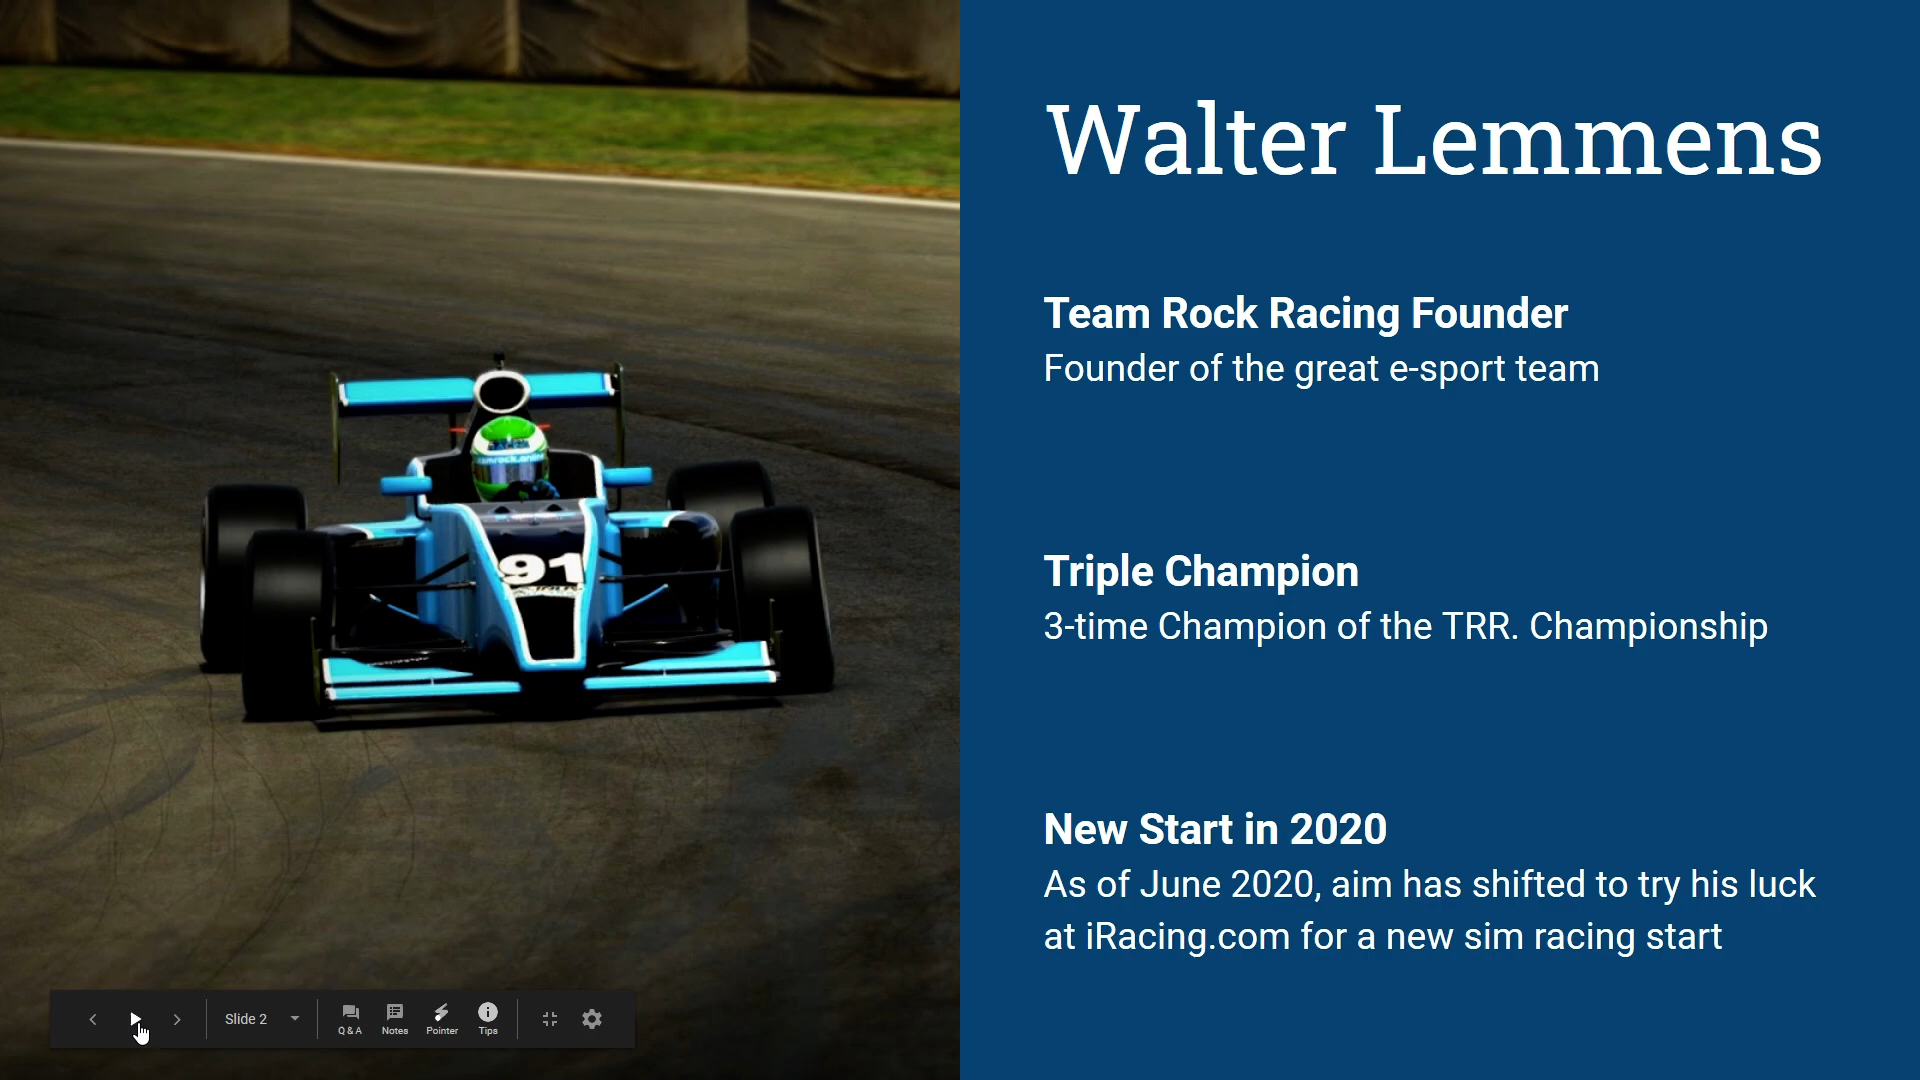 Walter Lemmens
Team Rock Racing Founder
Founder of the great e-sport team
Triple Champion
3-time Champion of the TRR. Championship
New Start in 2020
As of June 2020, aim has shifted to try his luck
at iRacing.com for a new sim racing start
91
Slide 2
Q & A
Notes
Pointer
Tips